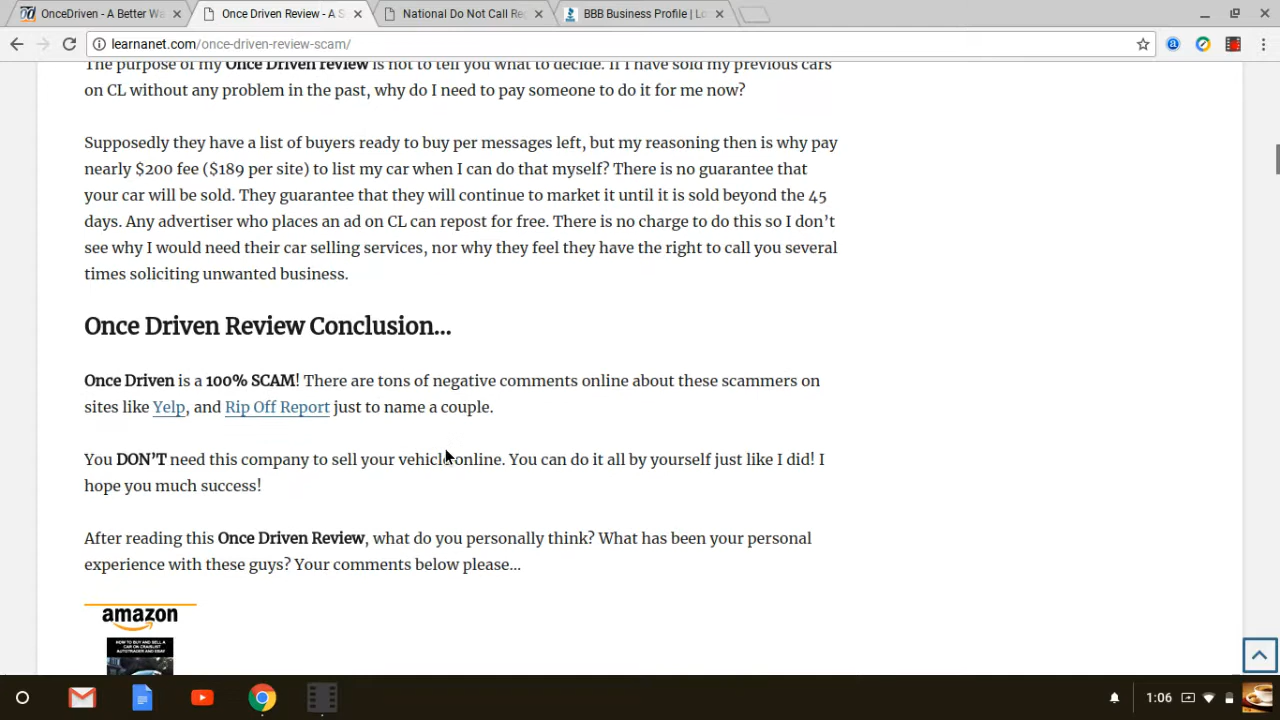 OnceDriven - A Better Wa
Once Driven Review - A S
National Do Not Call Re
BBB Business Profile | Lo
learnanet.com/once-driven-review-scam/
The purpose of my Once Driven review is not to tell you what to decide. If I have sold my previous cars
on CL without any problem in the past, why do I need to pay someone to do it for me now?
Supposedly they have a list of buyers ready to buy per messages left, but my reasoning then is why pay
nearly $200 fee ($189 per site) to list my car when I can do that myself? There is no guarantee that
your car will be sold. They guarantee that they will continue to market it until it is sold beyond the 45
days. Any advertiser who places an ad on CL can repost for free. There is no charge to do this so I don’t
see why I would need their car selling services, nor why they feel they have the right to call you several
times soliciting unwanted business.
Once Driven Review Conclusion…
Once Driven is a 100% SCAM! There are tons of negative comments online about these scammers on
sites like Yelp, and Rip Off Report just to name a couple.
You DON’T need this company to sell your vehicle online. You can do it all by yourself just like I did! I
hope you much success!
After reading this Once Driven Review, what do you personally think? What has been your personal
experience with these guys? Your comments below please…
amazon
HOW TO BUY AND SELL A
CAR ON CRAIGLIST
AUTOTRADER AND EBAY
1:06